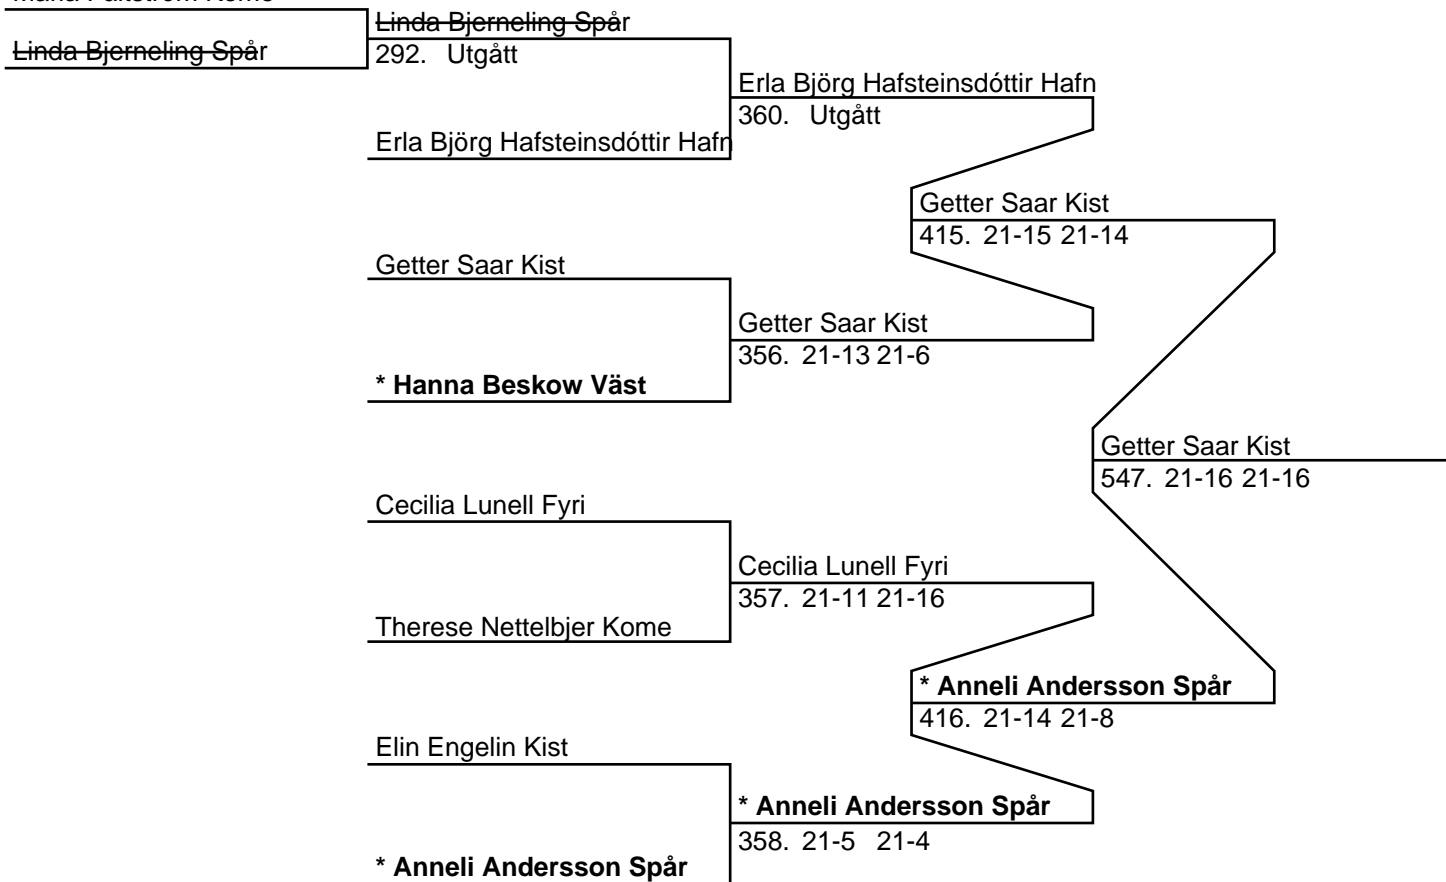 Linda Bjerneling Spår
Linda Bjerneling Spår
292. Utgått
Erla Björg Hafsteinsdóttir Hafn
360. Utgått
Erla Björg Hafsteinsdóttir Hafn
Getter Saar Kist
415. 21-15 21-14
Getter Saar Kist
Getter Saar Kist
356. 21-13 21-6
* Hanna Beskow Väst
Getter Saar Kist
547. 21-16 21-16
Cecilia Lunell Fyri
Cecilia Lunell Fyri
357. 21-11 21-16
Therese Nettelbjer Kome
* Anneli Andersson Spår
416. 21-14 21-8
Elin Engelin Kist
* Anneli Andersson Spår
358. 21-5 21-4
* Anneli Andersson Spår